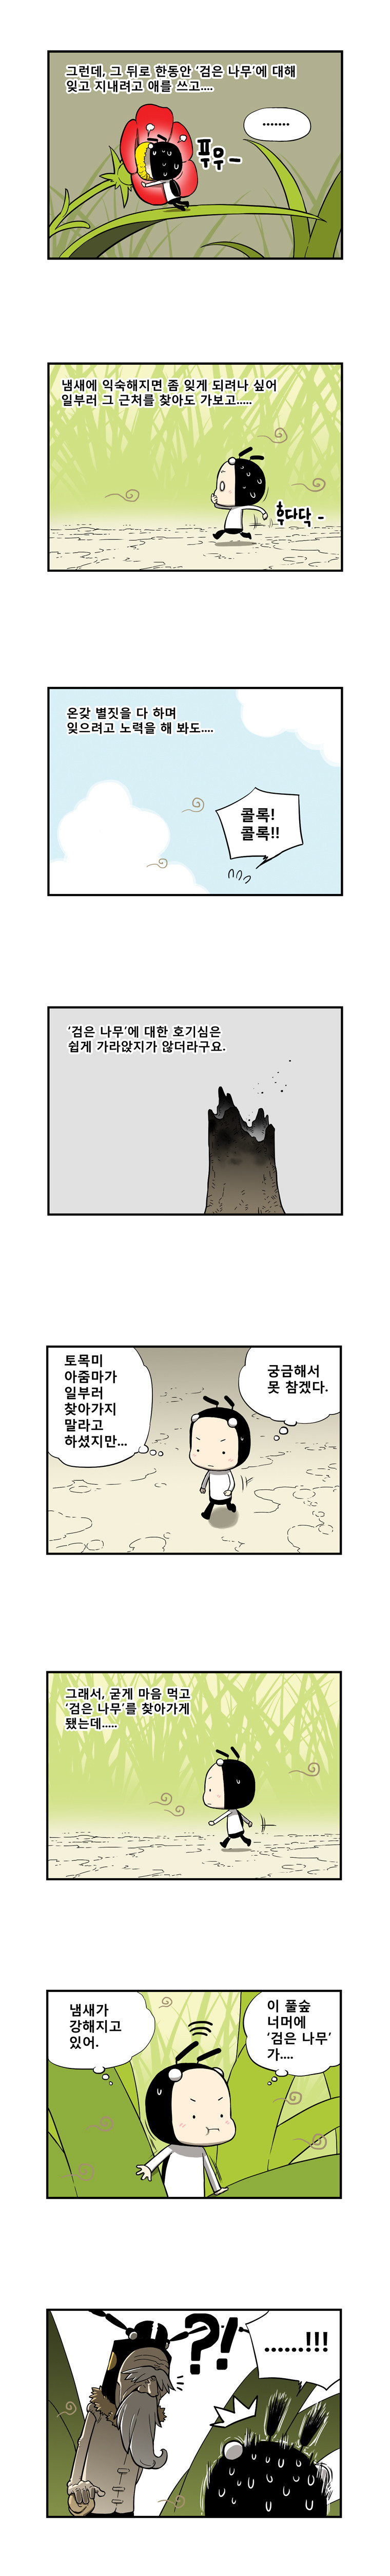 그런데, 그 뒤로 한동안 '검은 나무'에 대해
잊고 지내려고 애를 쓰고....
.......
푸우~
냄새에 익숙해지면 좀 잊게 되려나 싶어
일부러 그 근처를 찾아도 가보고.....
후다닥~
온갖 별짓을 다 하며
잊으려고 노력을 해 봐도....
콜록!
콜록!!
'검은 나무'에 대한 호기심은
쉽게 가라앉지가 않더라구요.
토목미
아줌마가
일부러
찾아가지
말라고
하셨지만...
궁금해서
못 참겠다.
그래서, 굳게 마음 먹고
'검은 나무'를 찾아가게
됐는데.....
냄새가
강해지고
있어.
이 풀숲
너머에
'검은 나무'
가....
?!
......!!!